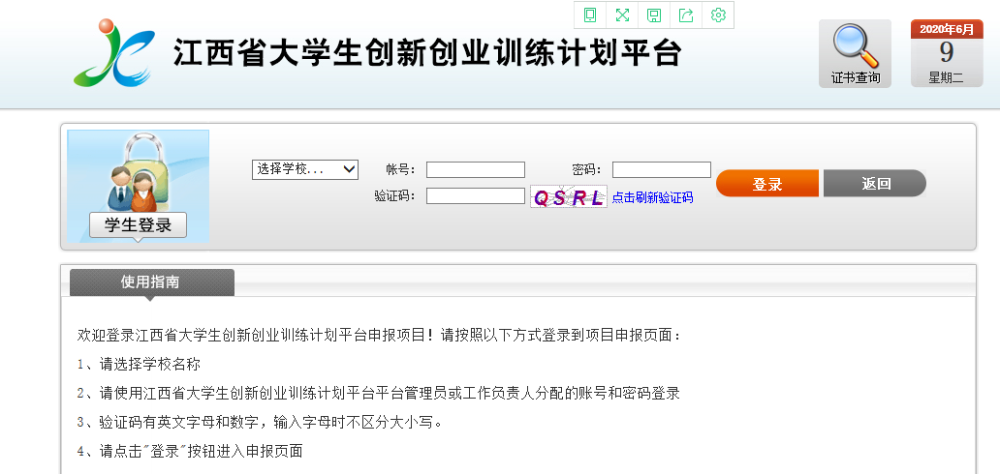 江西省大学生创新创业训练计划平台
证书查询
2020年6月
9
星期二
选择学校...
帐号：
密码：
登录
返回
验证码：
QSRL
点击刷新验证码
学生登录
使用指南
欢迎登录江西省大学生创新创业训练计划平台申报项目！请按照以下方式登录到项目申报页面：
1、请选择学校名称
2、请使用江西省大学生创新创业训练计划平台平台管理员或工作负责人分配的账号和密码登录
3、验证码有英文字母和数字，输入字母时不区分大小写。
4、请点击"登录"按钮进入申报页面